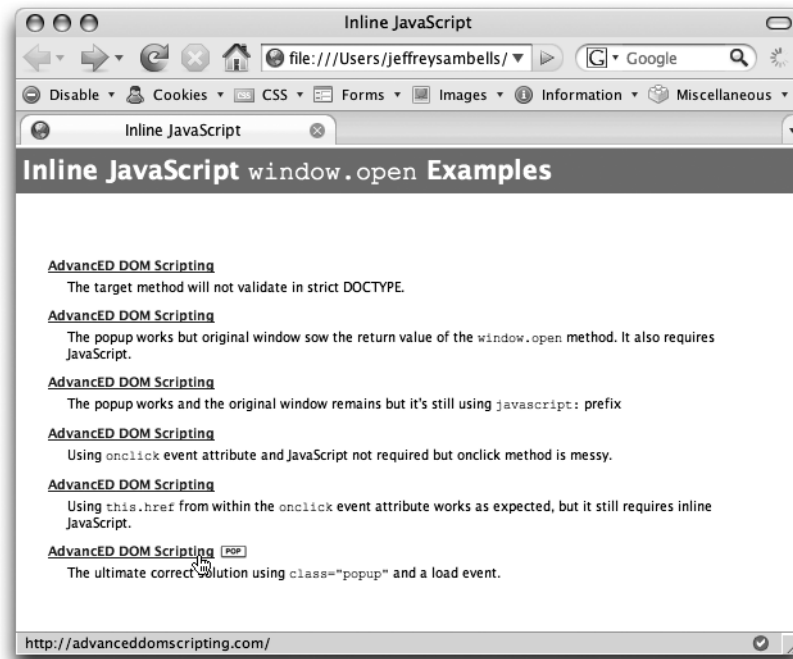 Inline JavaScript
file:///Users/jeffreysambells/
G
Google
Disable
Cookies
CSS
Forms
Images
Information
Miscellaneous
Inline JavaScript
Inline JavaScript window.open Examples
AdvancED DOM Scripting
The target method will not validate in strict DOCTYPE.
AdvancED DOM Scripting
The popup works but original window sow the return value of the window.open method. It also requires
JavaScript.
AdvancED DOM Scripting
The popup works and the original window remains but it's still using javascript: prefix
AdvancED DOM Scripting
Using onclick event attribute and JavaScript not required but onclick method is messy.
AdvancED DOM Scripting
Using this.href from within the onclick event attribute works as expected, but it still requires inline
JavaScript.
AdvancED DOM Scripting POP
The ultimate correct solution using class="popup" and a load event.
http://advanceddomscripting.com/